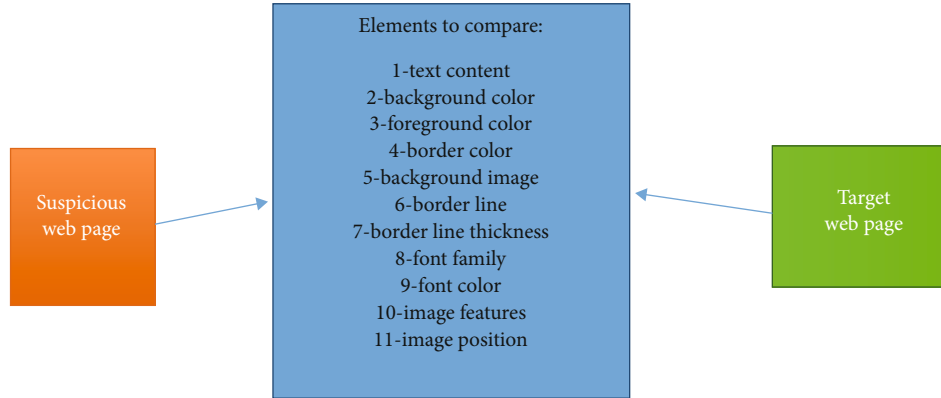 Elements to compare:
1-text content
2-background color
3-foreground color
4-border color
5-background image
6-border line
7-border line thickness
8-font family
9-font color
10-image features
11-image position
Suspicious
web page
Target
web page